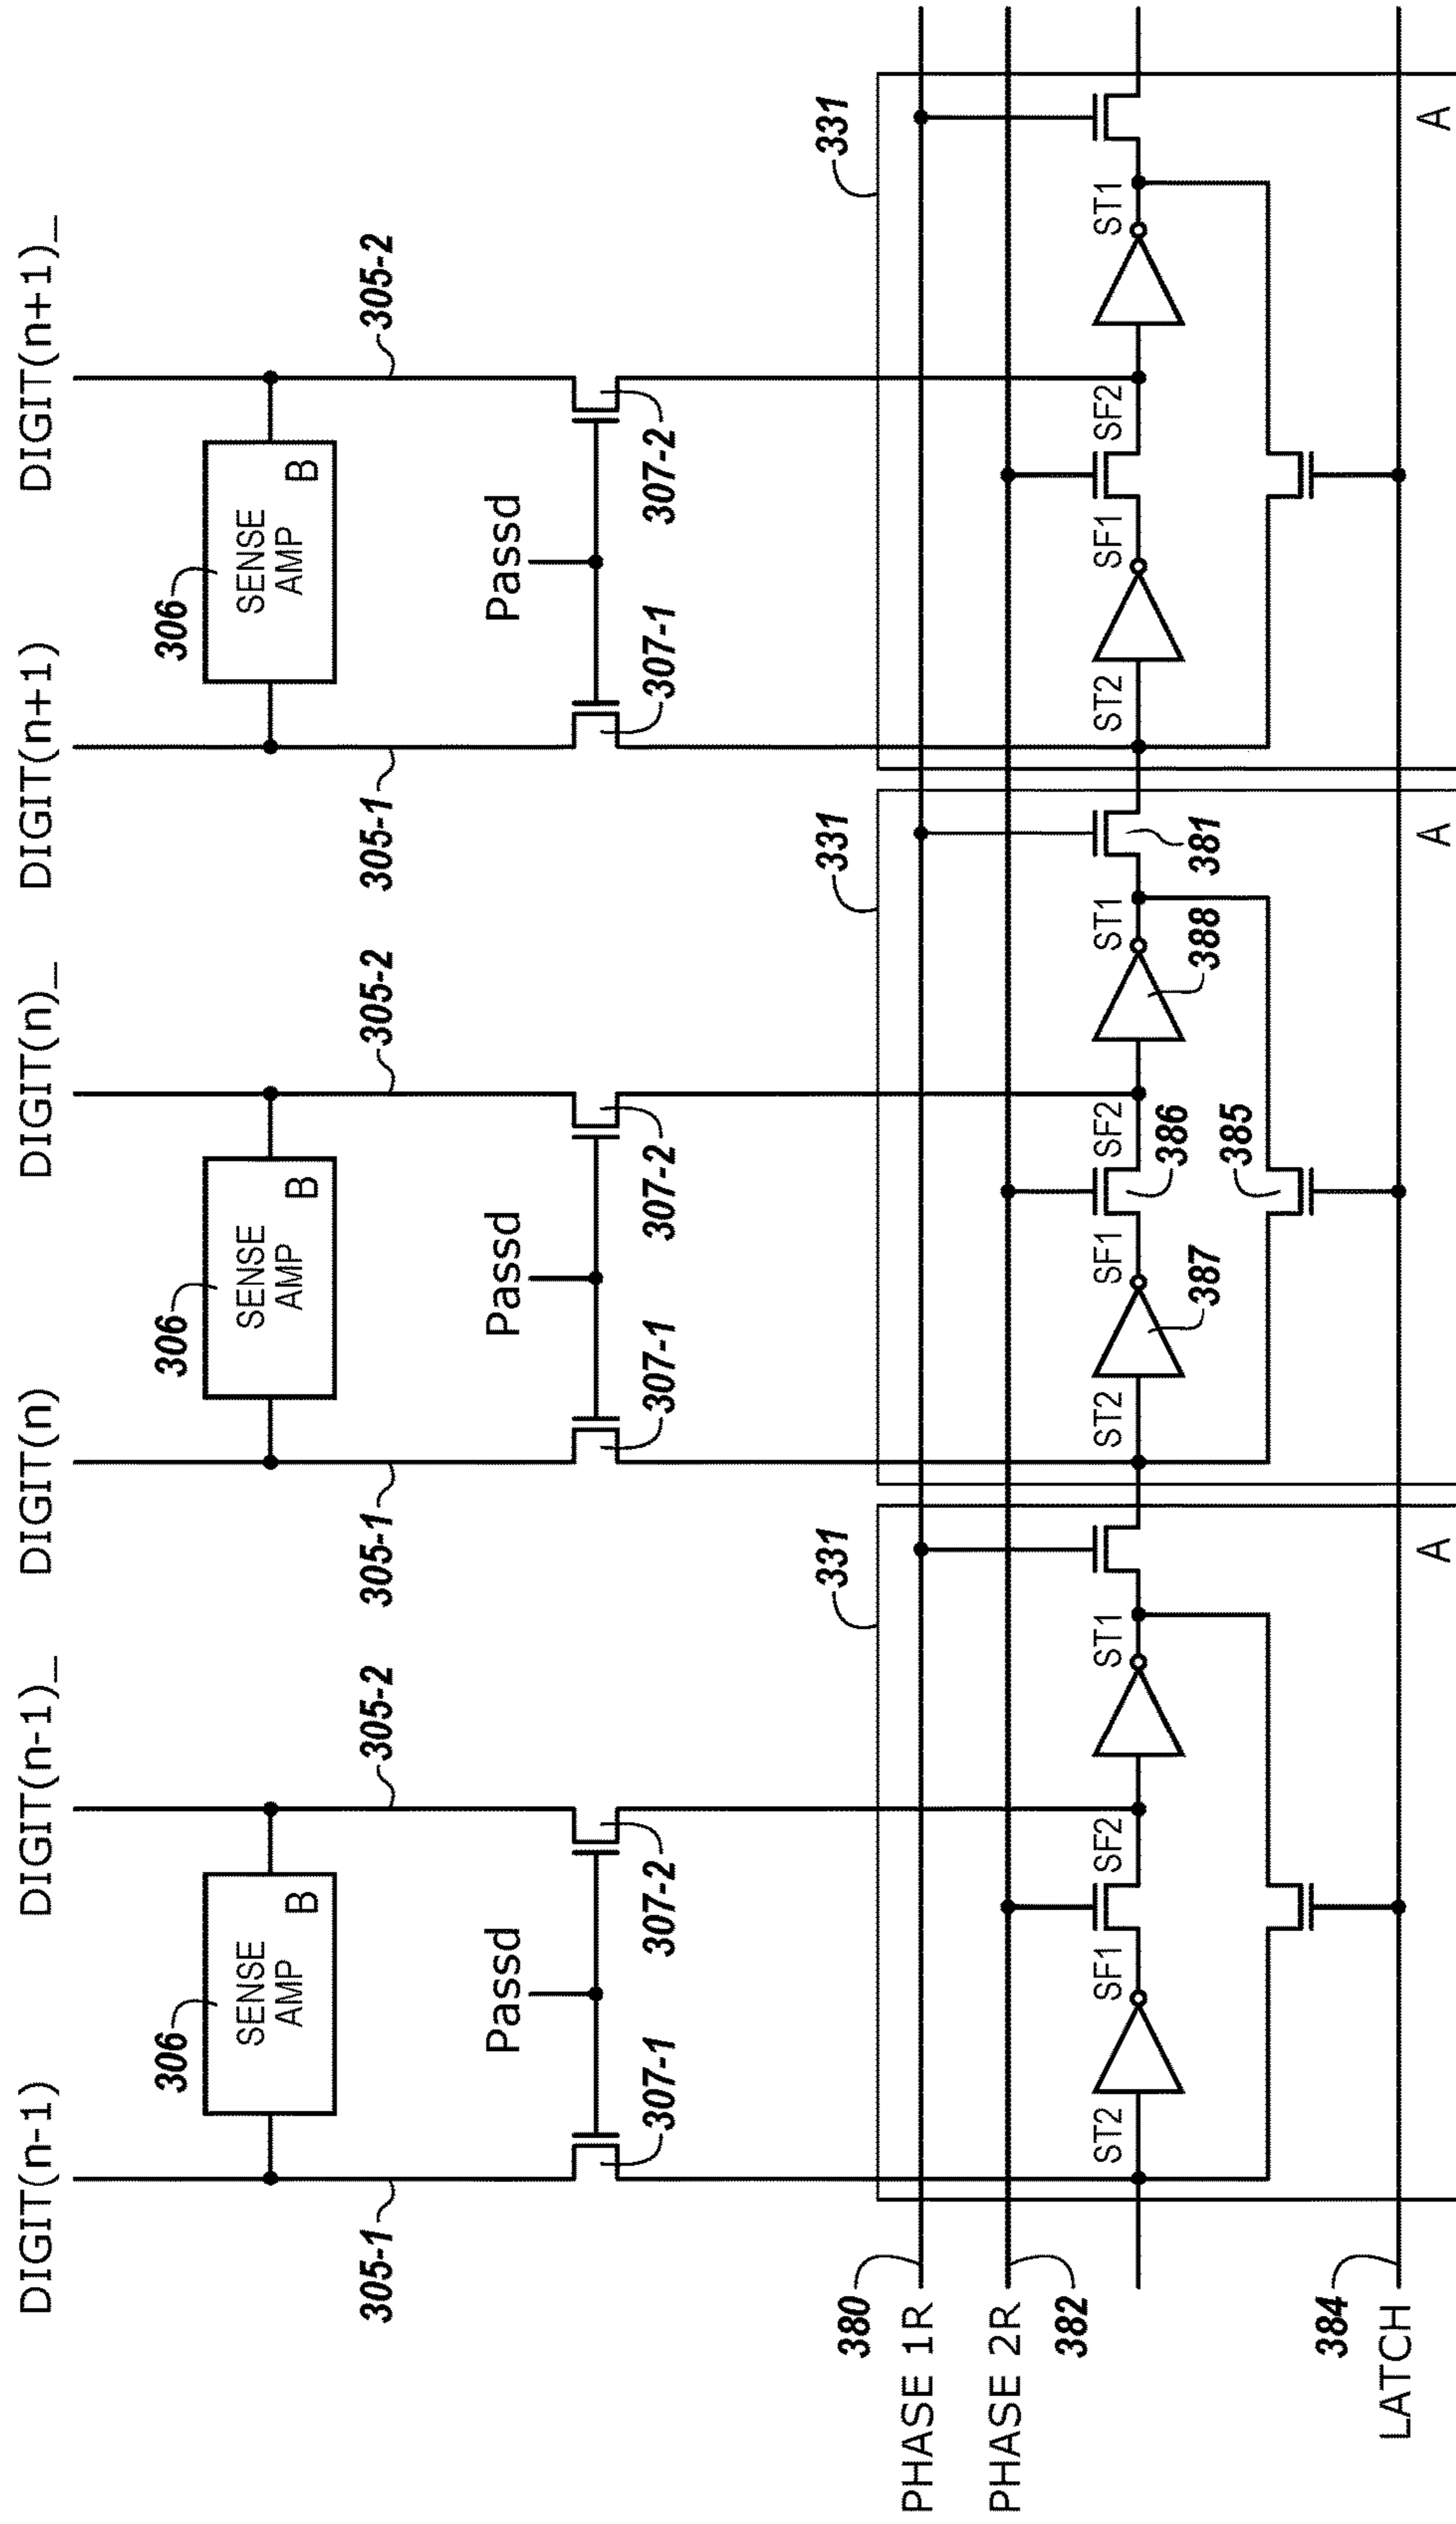 DIGIT(n-1)
DIGIT(n-1)_
DIGIT(n)
DIGIT(n)_
DIGIT(n+1)
DIGIT(n+1)_
306
SENSE
AMP
B
306
SENSE
AMP
B
306
SENSE
AMP
B
305-1
305-2
305-1
305-2
305-1
305-2
Passd
Passd
Passd
307-1
307-2
307-1
307-2
307-1
307-2
331
331
331
380
PHASE 1R
PHASE 2R
382
ST2
SF1
SF2
ST1
ST2
SF1
SF2
ST1
ST2
SF1
SF2
ST1
386
381
387
388
385
384
LATCH
A
A
A